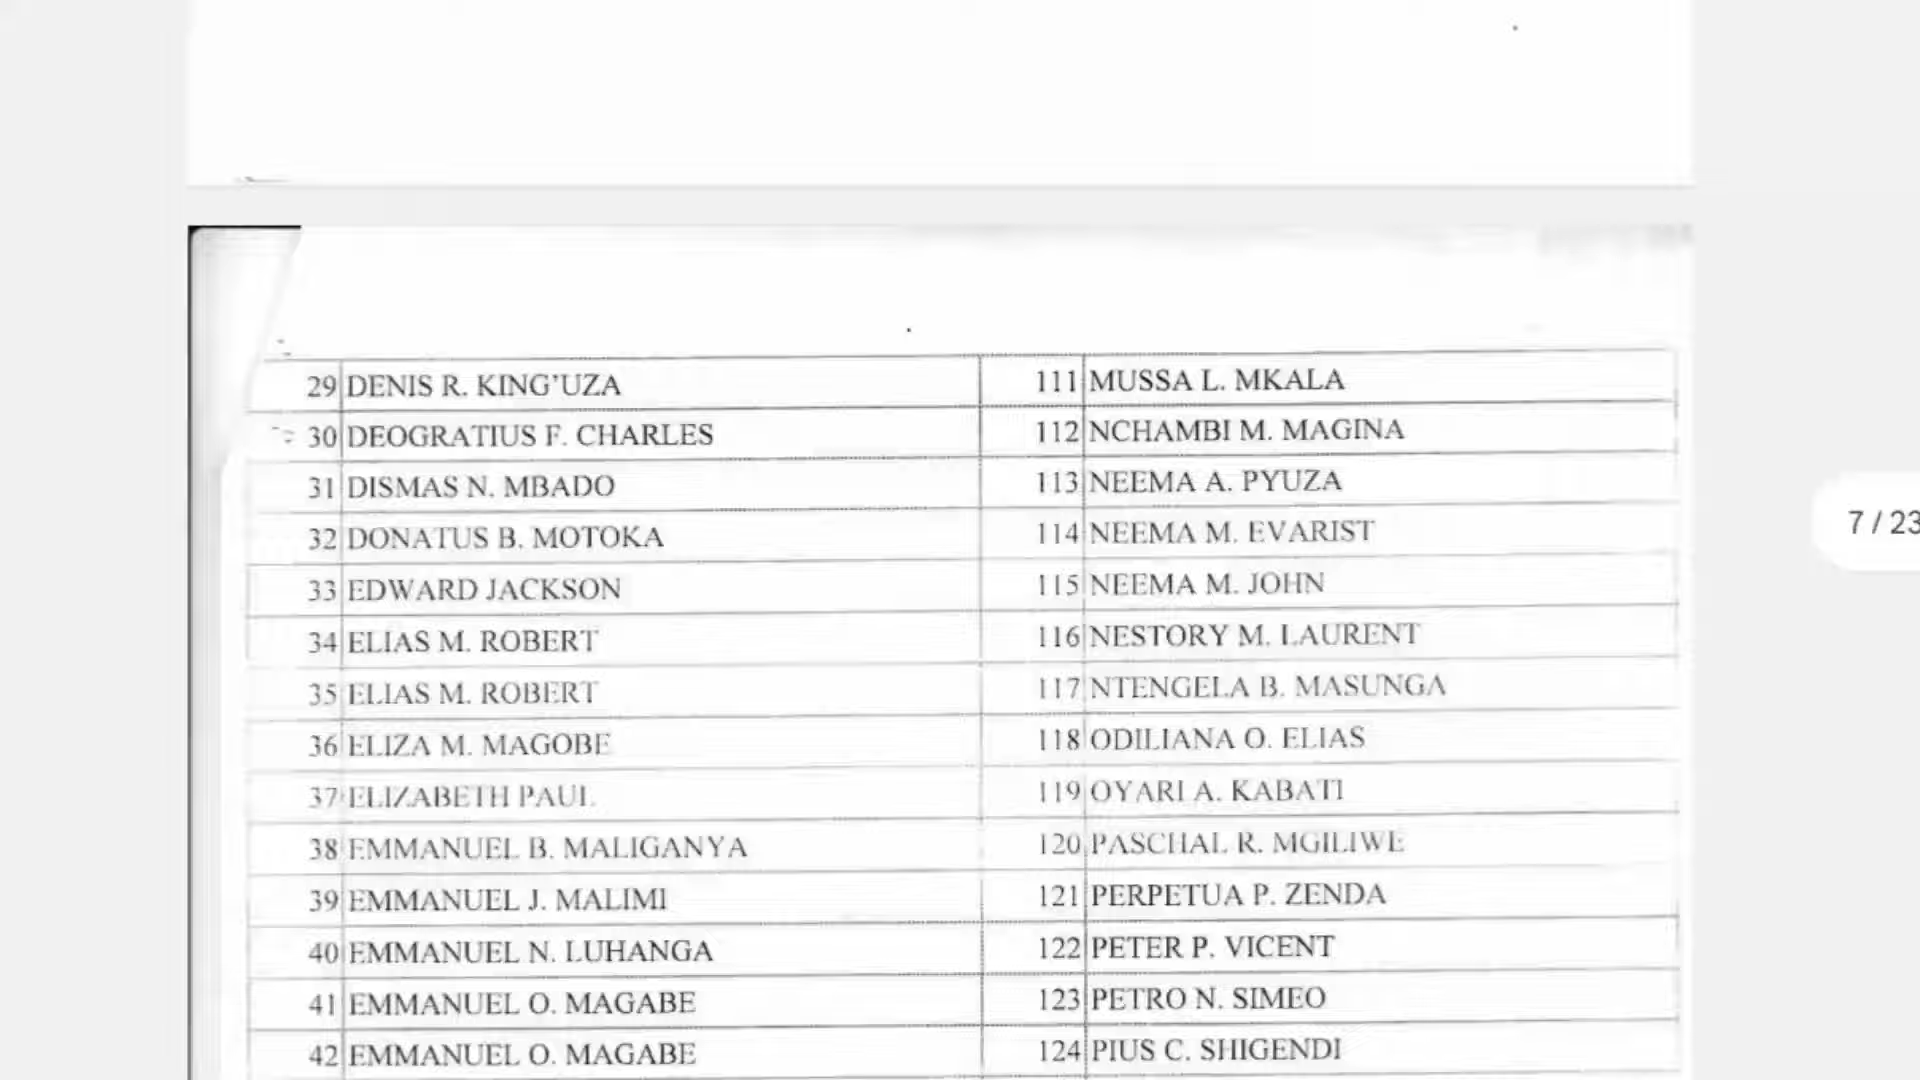 29 DENIS R. KING'UZA 111 MUSSA L. MKALA
30 DEOGRATIUS F. CHARLES 112 NCHAMBI M. MAGINA
31 DISMAS N. MBADO 113 NEEMA A. PYUZA
32 DONATUS B. MOTOKA 114 NEEMA M. EVARIST
33 EDWARD JACKSON 115 NEEMA M. JOHN
34 ELIAS M. ROBERT 116 NESTORY M. LAURENT
35 ELIAS M. ROBERT 117 NTENGELA B. MASUNGA
36 ELIZA M. MAGOBE 118 ODILIANA O. ELIAS
37 ELIZABETH PAUL 119 OYARI A. KABATI
38 EMMANUEL B. MALIGANYA 120 PASCHAL R. MGILIWE
39 EMMANUEL J. MALIMI 121 PERPETUA P. ZENDA
40 EMMANUEL N. LUHANGA 122 PETER P. VICENT
41 EMMANUEL O. MAGABE 123 PETRO N. SIMEO
42 EMMANUEL O. MAGABE 124 PIUS C. SHIGENDI
7 / 23